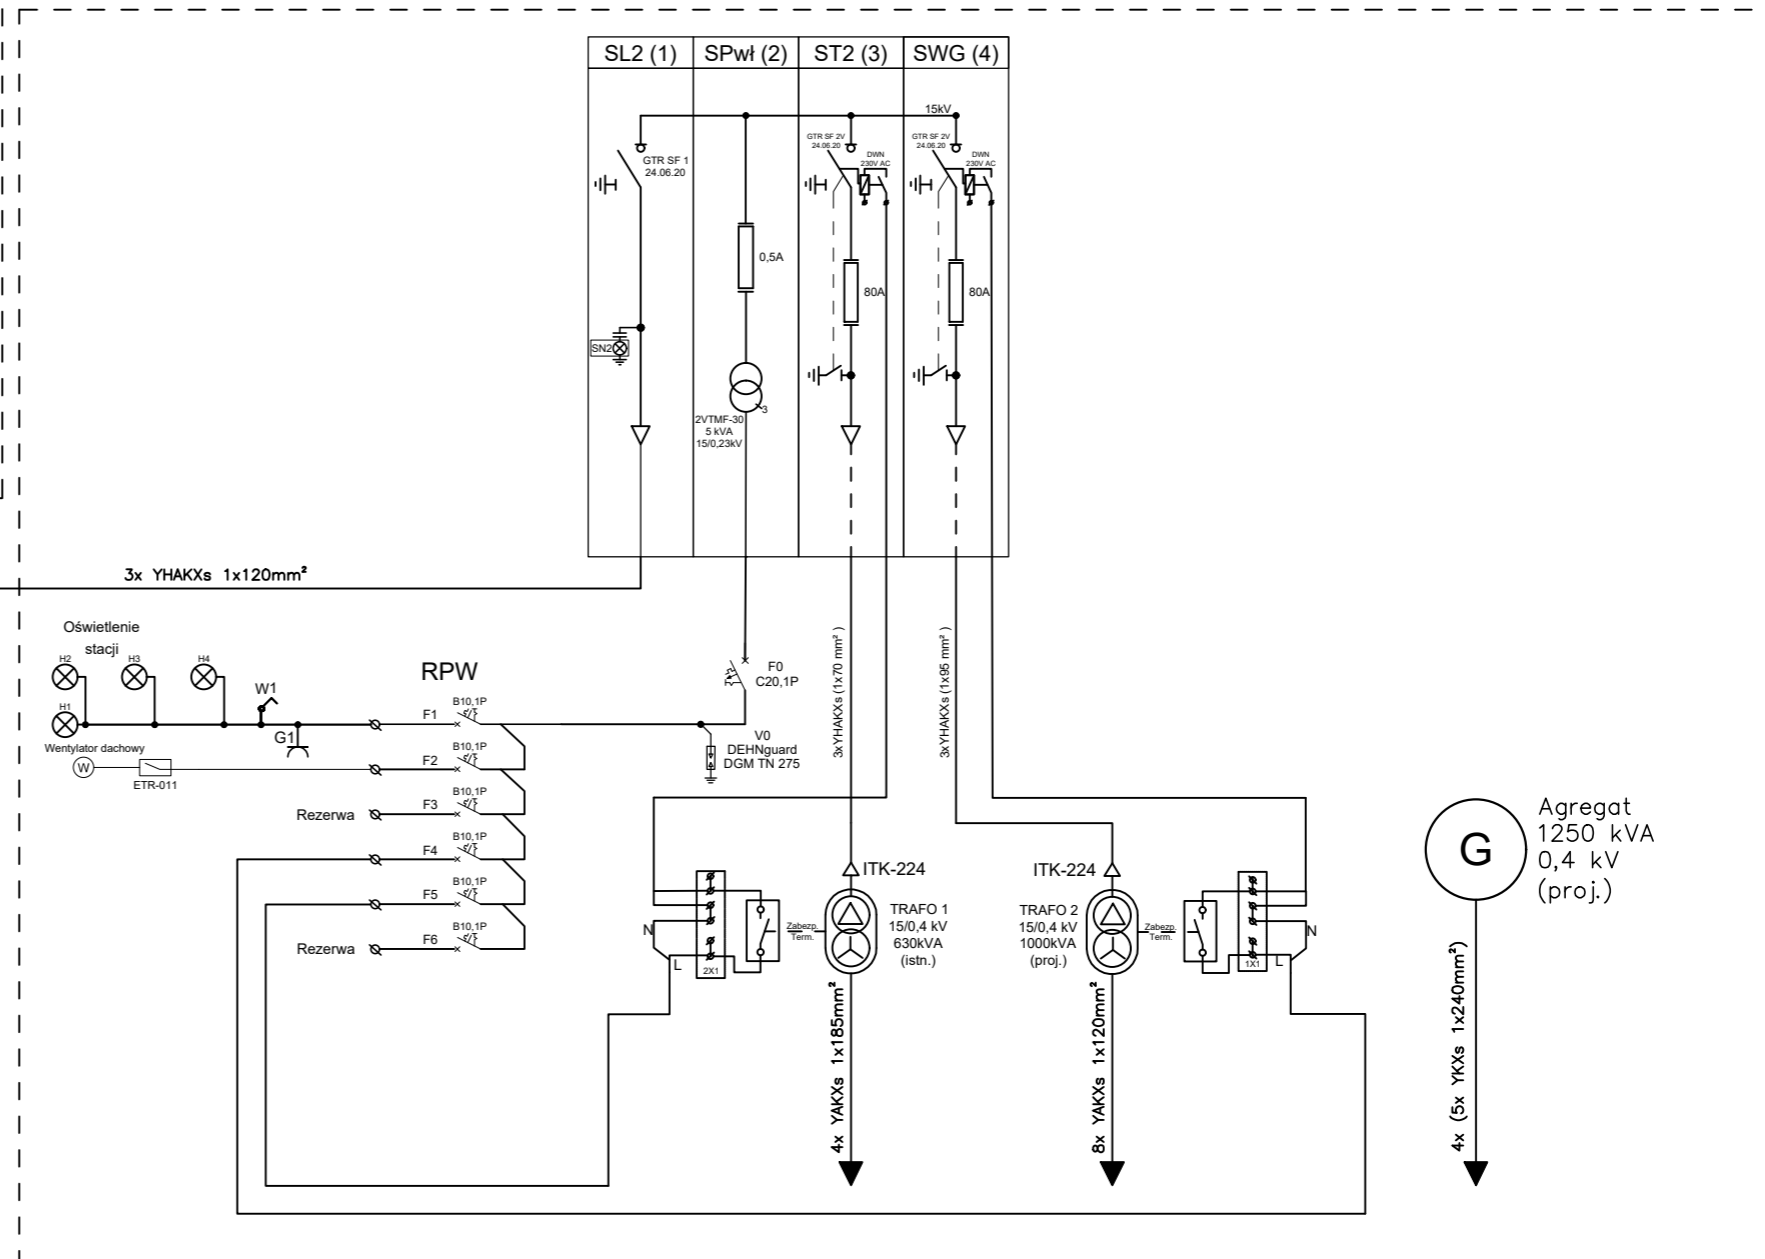 SL2 (1)
SPwł (2)
ST2 (3)
SWG (4)
15kV
GTR SF 1
24.06.20
GTR SF 2V
24.06.20
DWN
230V AC
GTR SF 2V
24.06.20
DWN
230V AC
0,5A
80A
80A
SN2
3
2VTMF-30
5 kVA
15/0,23kV
3x YHAKXs 1x120mm²
Oświetlenie
stacji
H2
H3
H4
H1
W1
G1
RPW
Wentylator dachowy
W
ETR-011
F1
B10,1P
F2
B10,1P
Rezerwa
F3
B10,1P
F4
B10,1P
F5
B10,1P
Rezerwa
F6
B10,1P
F0
C20,1P
V0
DEHNguard
DGM TN 275
3xYHAKXs (1x70 mm²)
3xYHAKXs (1x95 mm²)
ITK-224
ITK-224
N
L
2X1
Zabezp.
Term.
TRAFO 1
15/0,4 kV
630kVA
(istn.)
TRAFO 2
15/0,4 kV
1000kVA
(proj.)
Zabezp.
Term.
1X1
N
L
4x YAKXs 1x185mm²
8x YAKXs 1x120mm²
G
Agregat
1250 kVA
0,4 kV
(proj.)
4x (5x YKXs 1x240mm²)